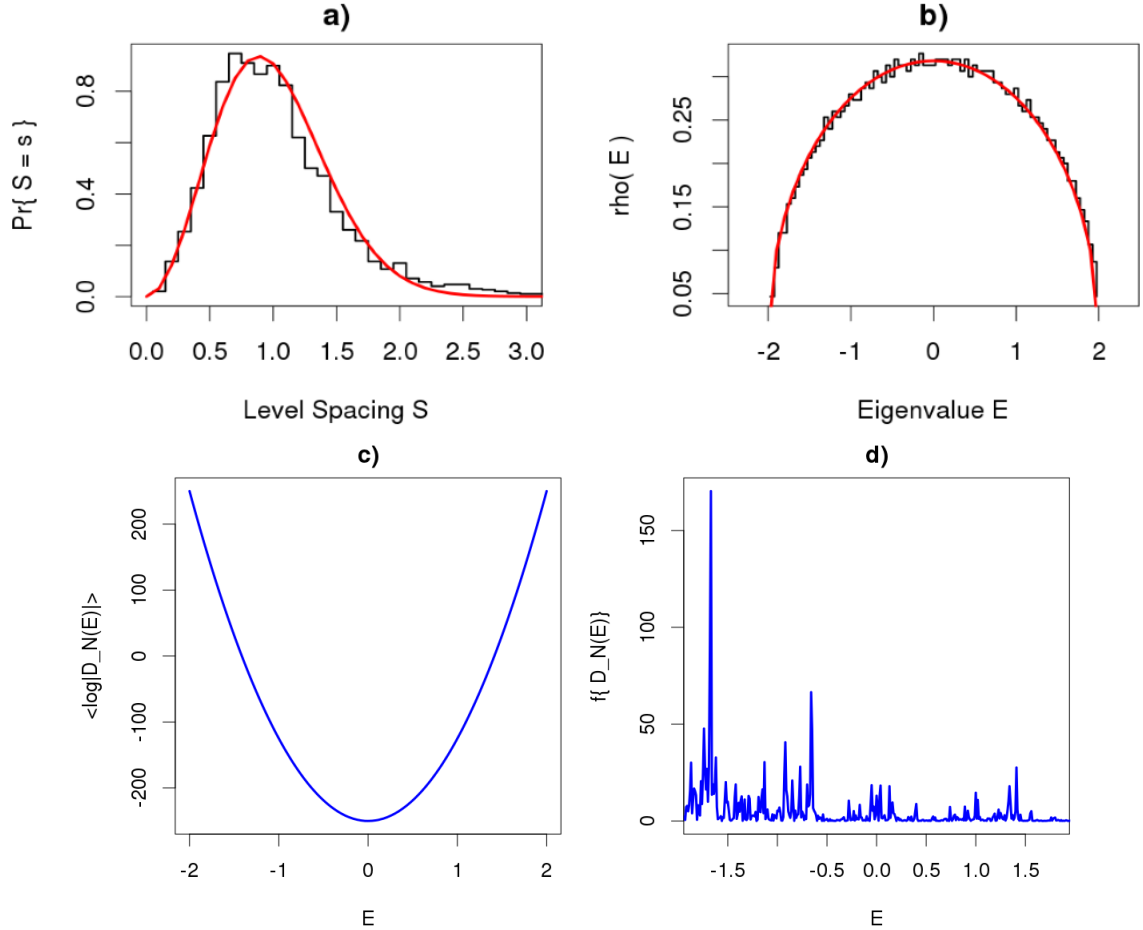 a)
Pr{ S = s }
0.8
0.4
0.0
0.0 0.5 1.0 1.5 2.0 2.5 3.0
Level Spacing S
b)
rho( E )
0.25
0.15
0.05
-2 -1 0 1 2
Eigenvalue E
c)
<log|D_N(E)|>
200
100
0
-100
-200
-2 -1 0 1 2
E
d)
f{ D_N(E)}
150
100
50
0
-1.5 -0.5 0.0 0.5 1.5
E